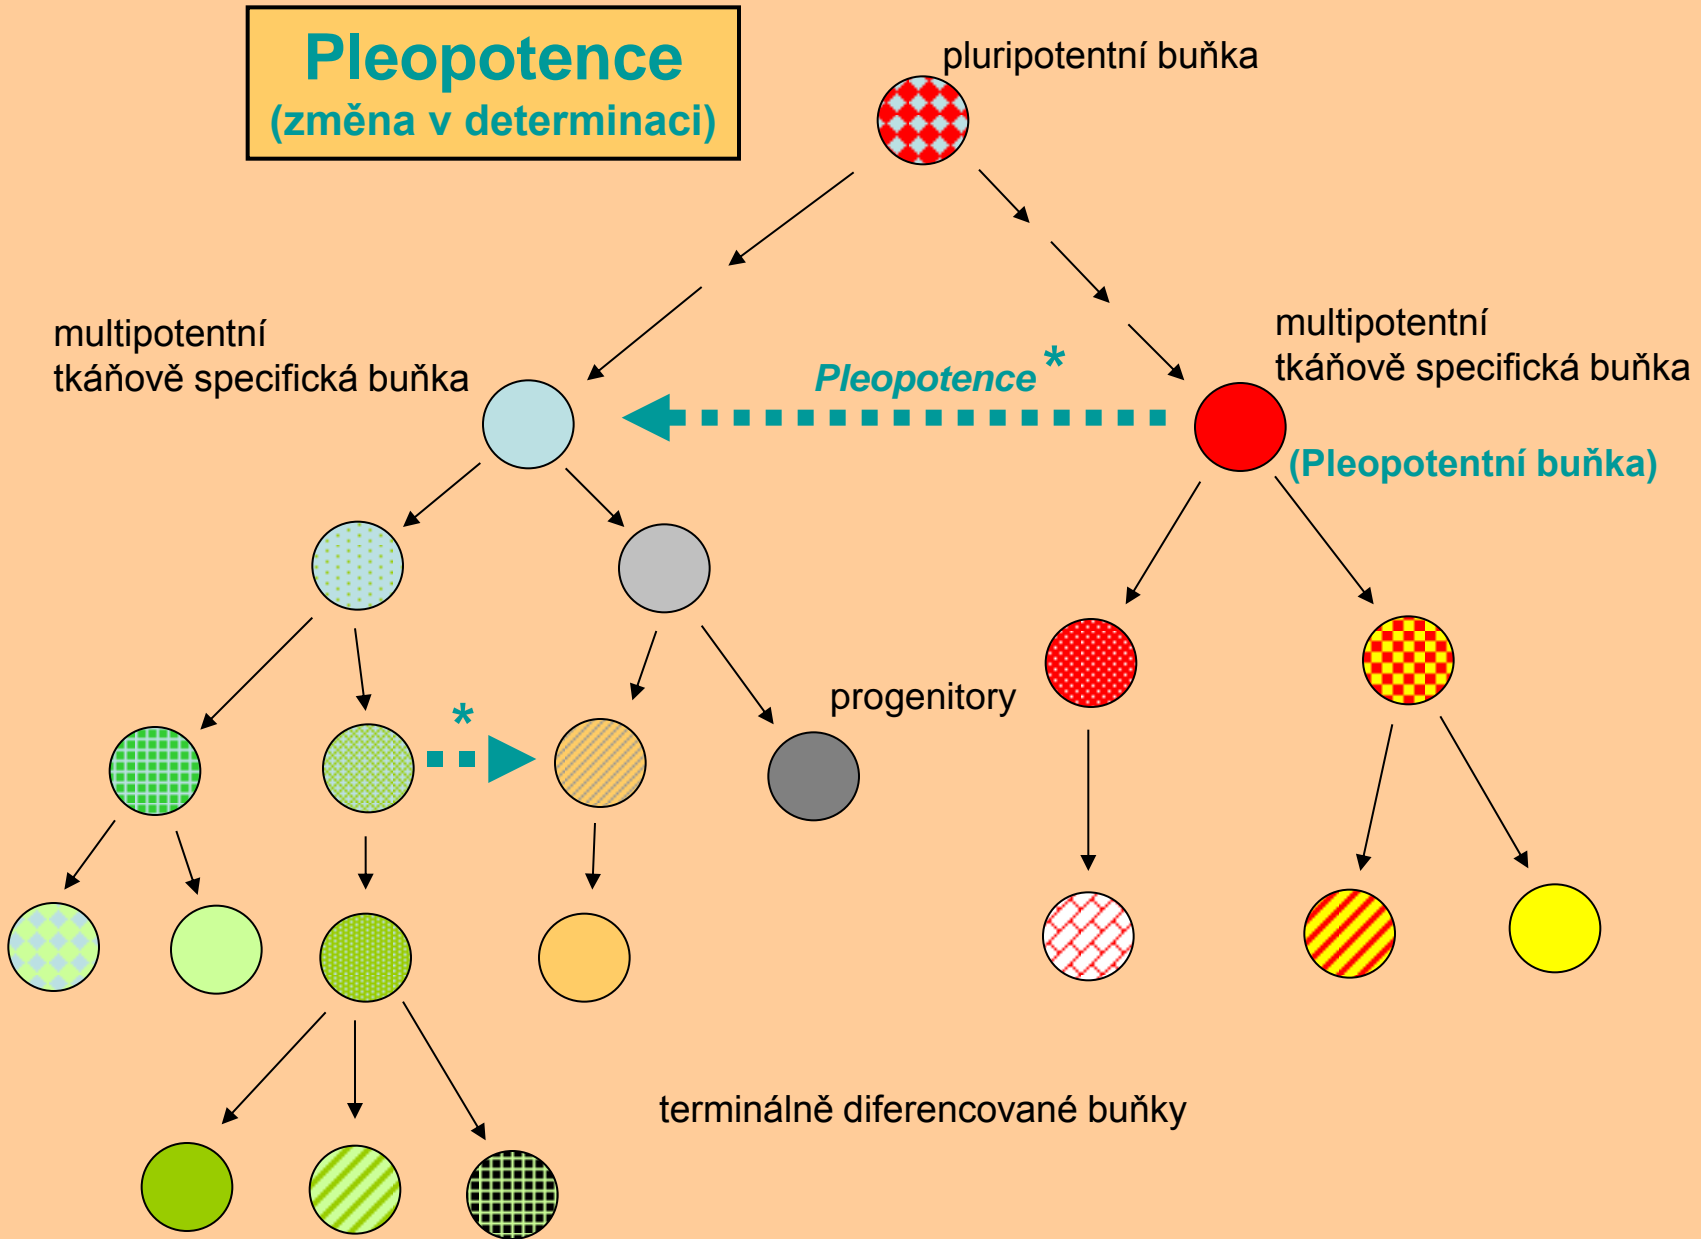 Pleopotence
(změna v determinaci)
pluripotentní buňka
multipotentní
tkáňově specifická buňka
Pleopotence *
multipotentní
tkáňově specifická buňka
(Pleopotentní buňka)
progenitory
*
terminálně diferencované buňky